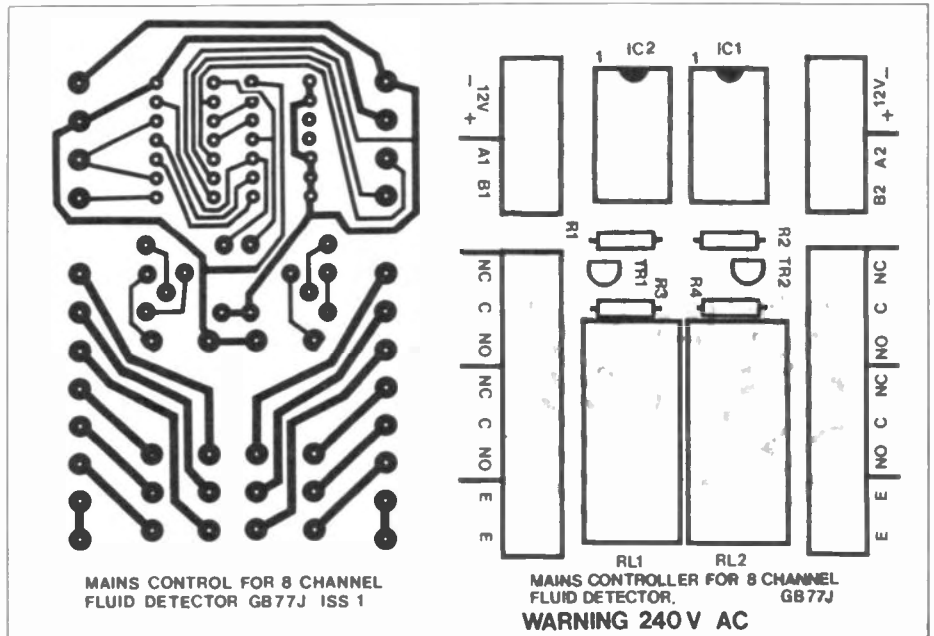 MAINS CONTROL FOR 8 CHANNEL
FLUID DETECTOR GB77J ISS 1
1 IC2 1 IC1
- 12V +
A1
B1
- 12V +
A2
B2
R1
R2
TR1
TR2
R3
R4
NC
C
NO
NC
C
NO
E
E
NC
C
NO
NC
C
NO
E
E
RL1 RL2
MAINS CONTROLLER FOR 8 CHANNEL
FLUID DETECTOR. GB77J
WARNING 240V AC